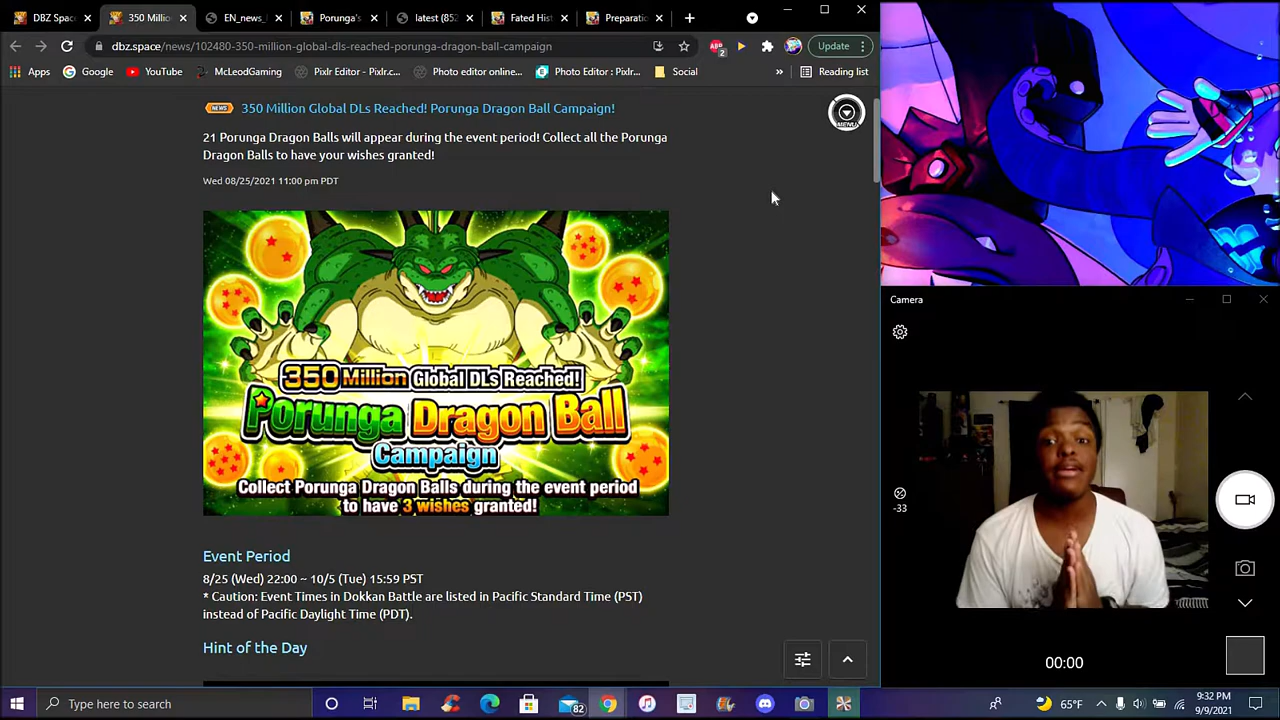 DBZ Space
350 Millio
EN_news_
Porunga's
latest (852
Fated Hist
Preparatio
dbz.space/news/102480-350-million-global-dls-reached-porunga-dragon-ball-campaign
2
Update
Apps
Google
YouTube
McLeodGaming
Pixlr Editor - Pixlr.c...
Photo editor online...
Photo Editor : Pixlr...
Social
»
Reading list
NEWS
350 Million Global DLs Reached! Porunga Dragon Ball Campaign!
MENU
21 Porunga Dragon Balls will appear during the event period! Collect all the Porunga
Dragon Balls to have your wishes granted!
Wed 08/25/2021 11:00 pm PDT
350 Million Global DLs Reached!
Porunga Dragon Ball
Campaign
Collect Porunga Dragon Balls during the event period
to have 3 wishes granted!
Event Period
8/25 (Wed) 22:00 ~ 10/5 (Tue) 15:59 PST
* Caution: Event Times in Dokkan Battle are listed in Pacific Standard Time (PST)
instead of Pacific Daylight Time (PDT).
Hint of the Day
Camera
-33
00:00
Type here to search
82
65°F
9:32 PM
9/9/2021